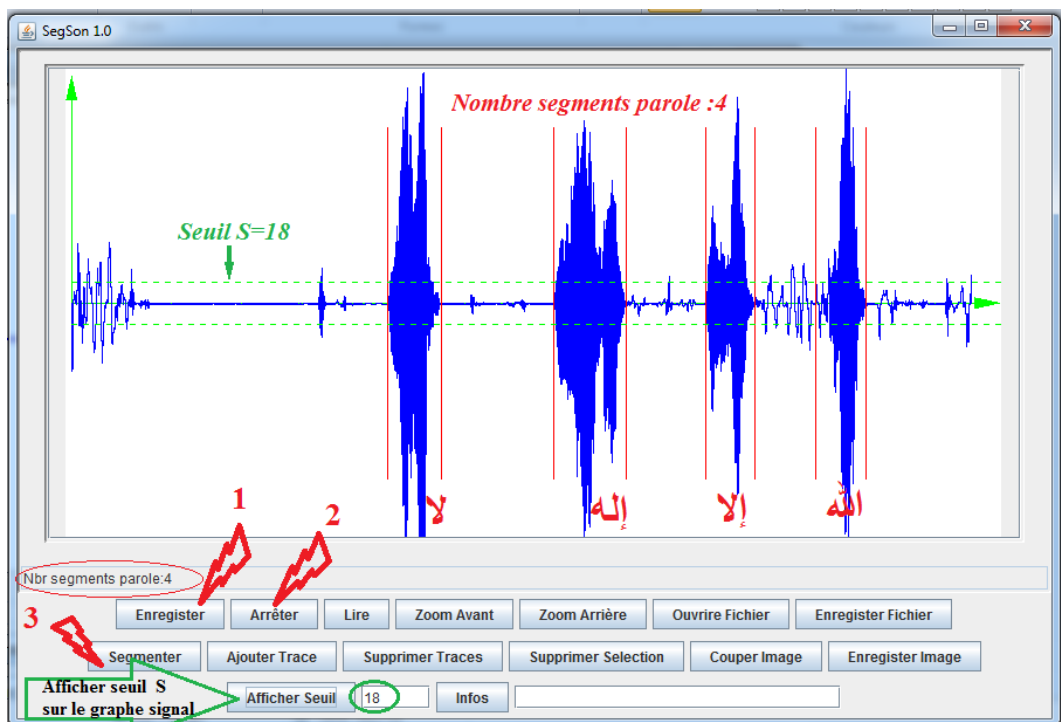 SegSon 1.0
Nombre segments parole :4
Seuil S=18
لا
إله
إلا
الله
1
2
Nbr segments parole:4
Enregister
Arrêter
Lire
Zoom Avant
Zoom Arrière
Ouvrire Fichier
Enregister Fichier
3
Segmenter
Ajouter Trace
Supprimer Traces
Supprimer Selection
Couper Image
Enregister Image
Afficher seuil S
sur le graphe signal
Afficher Seuil
18
Infos